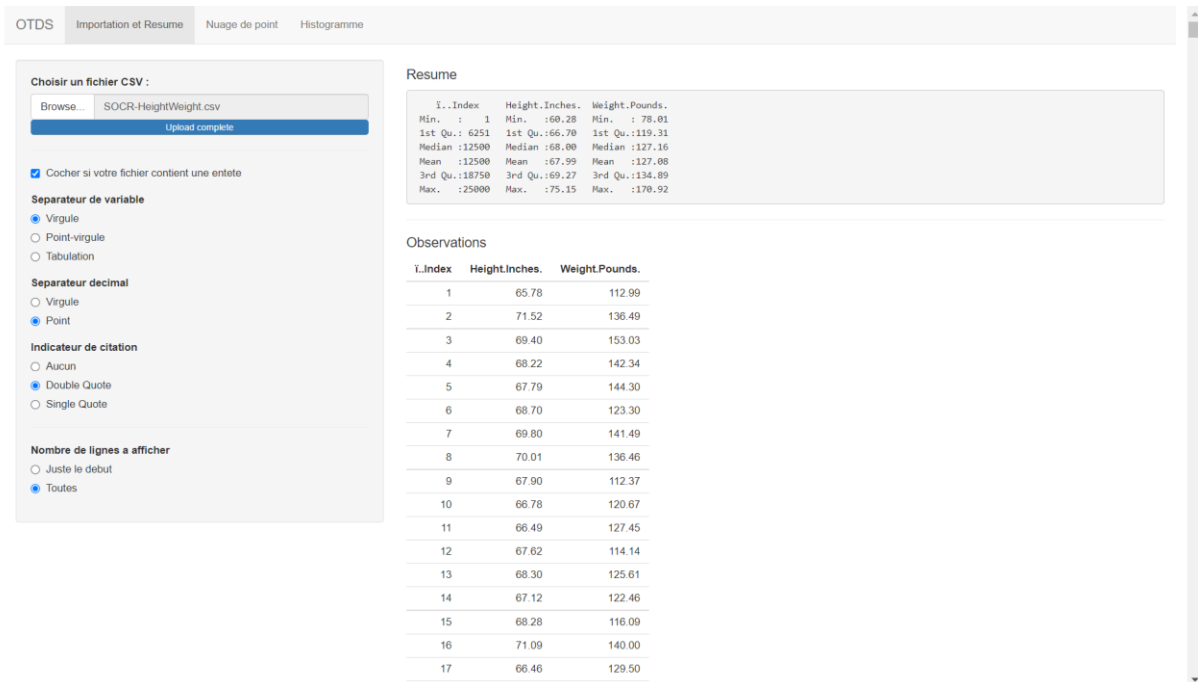 OTDS Importation et Resume Nuage de point Histogramme
Choisir un fichier CSV :
Browse... SOCR-HeightWeight.csv
Upload complete
Cocher si votre fichier contient une entete
Separateur de variable
Virgule
Point-virgule
Tabulation
Separateur decimal
Virgule
Point
Indicateur de citation
Aucun
Double Quote
Single Quote
Nombre de lignes a afficher
Juste le debut
Toutes
Resume
ï..Index Height.Inches. Weight.Pounds.
Min. : 1 Min. :60.28 Min. : 78.01
1st Qu.: 6251 1st Qu.:66.70 1st Qu.:119.31
Median :12500 Median :68.00 Median :127.16
Mean :12500 Mean :67.99 Mean :127.08
3rd Qu.:18750 3rd Qu.:69.27 3rd Qu.:134.89
Max. :25000 Max. :75.15 Max. :170.92
Observations
ï..Index Height.Inches. Weight.Pounds.
1 65.78 112.99
2 71.52 136.49
3 69.40 153.03
4 68.22 142.34
5 67.79 144.30
6 68.70 123.30
7 69.80 141.49
8 70.01 136.46
9 67.90 112.37
10 66.78 120.67
11 66.49 127.45
12 67.62 114.14
13 68.30 125.61
14 67.12 122.46
15 68.28 116.09
16 71.09 140.00
17 66.46 129.50